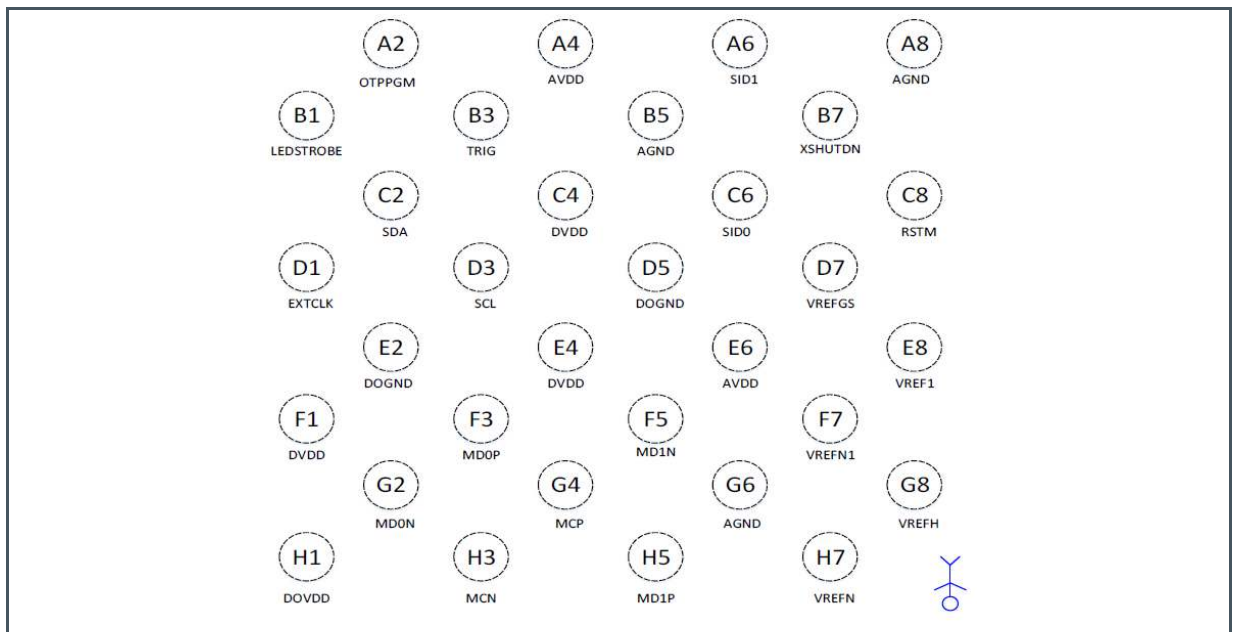 A2 A4 A6 A8
OTPPGM AVDD SID1 AGND
B1 B3 B5 B7
LEDSTROBE TRIG AGND XSHUTDN
C2 C4 C6 C8
SDA DVDD SID0 RSTM
D1 D3 D5 D7
EXTCLK SCL DOGND VREFGS
E2 E4 E6 E8
DOGND DVDD AVDD VREF1
F1 F3 F5 F7
DVDD MD0P MD1N VREFN1
G2 G4 G6 G8
MD0N MCP AGND VREFH
H1 H3 H5 H7
DOVDD MCN MD1P VREFN